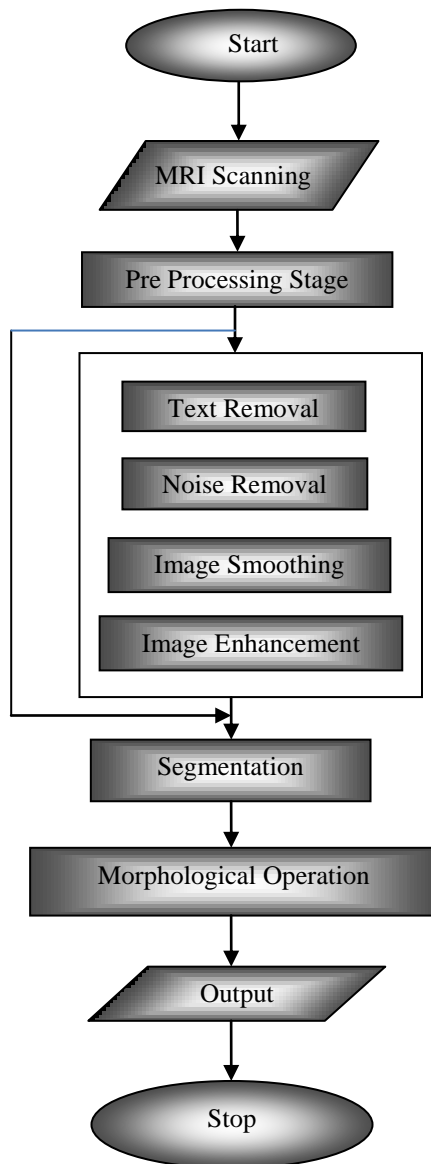 Start
MRI Scanning
Pre Processing Stage
Text Removal
Noise Removal
Image Smoothing
Image Enhancement
Segmentation
Morphological Operation
Output
Stop